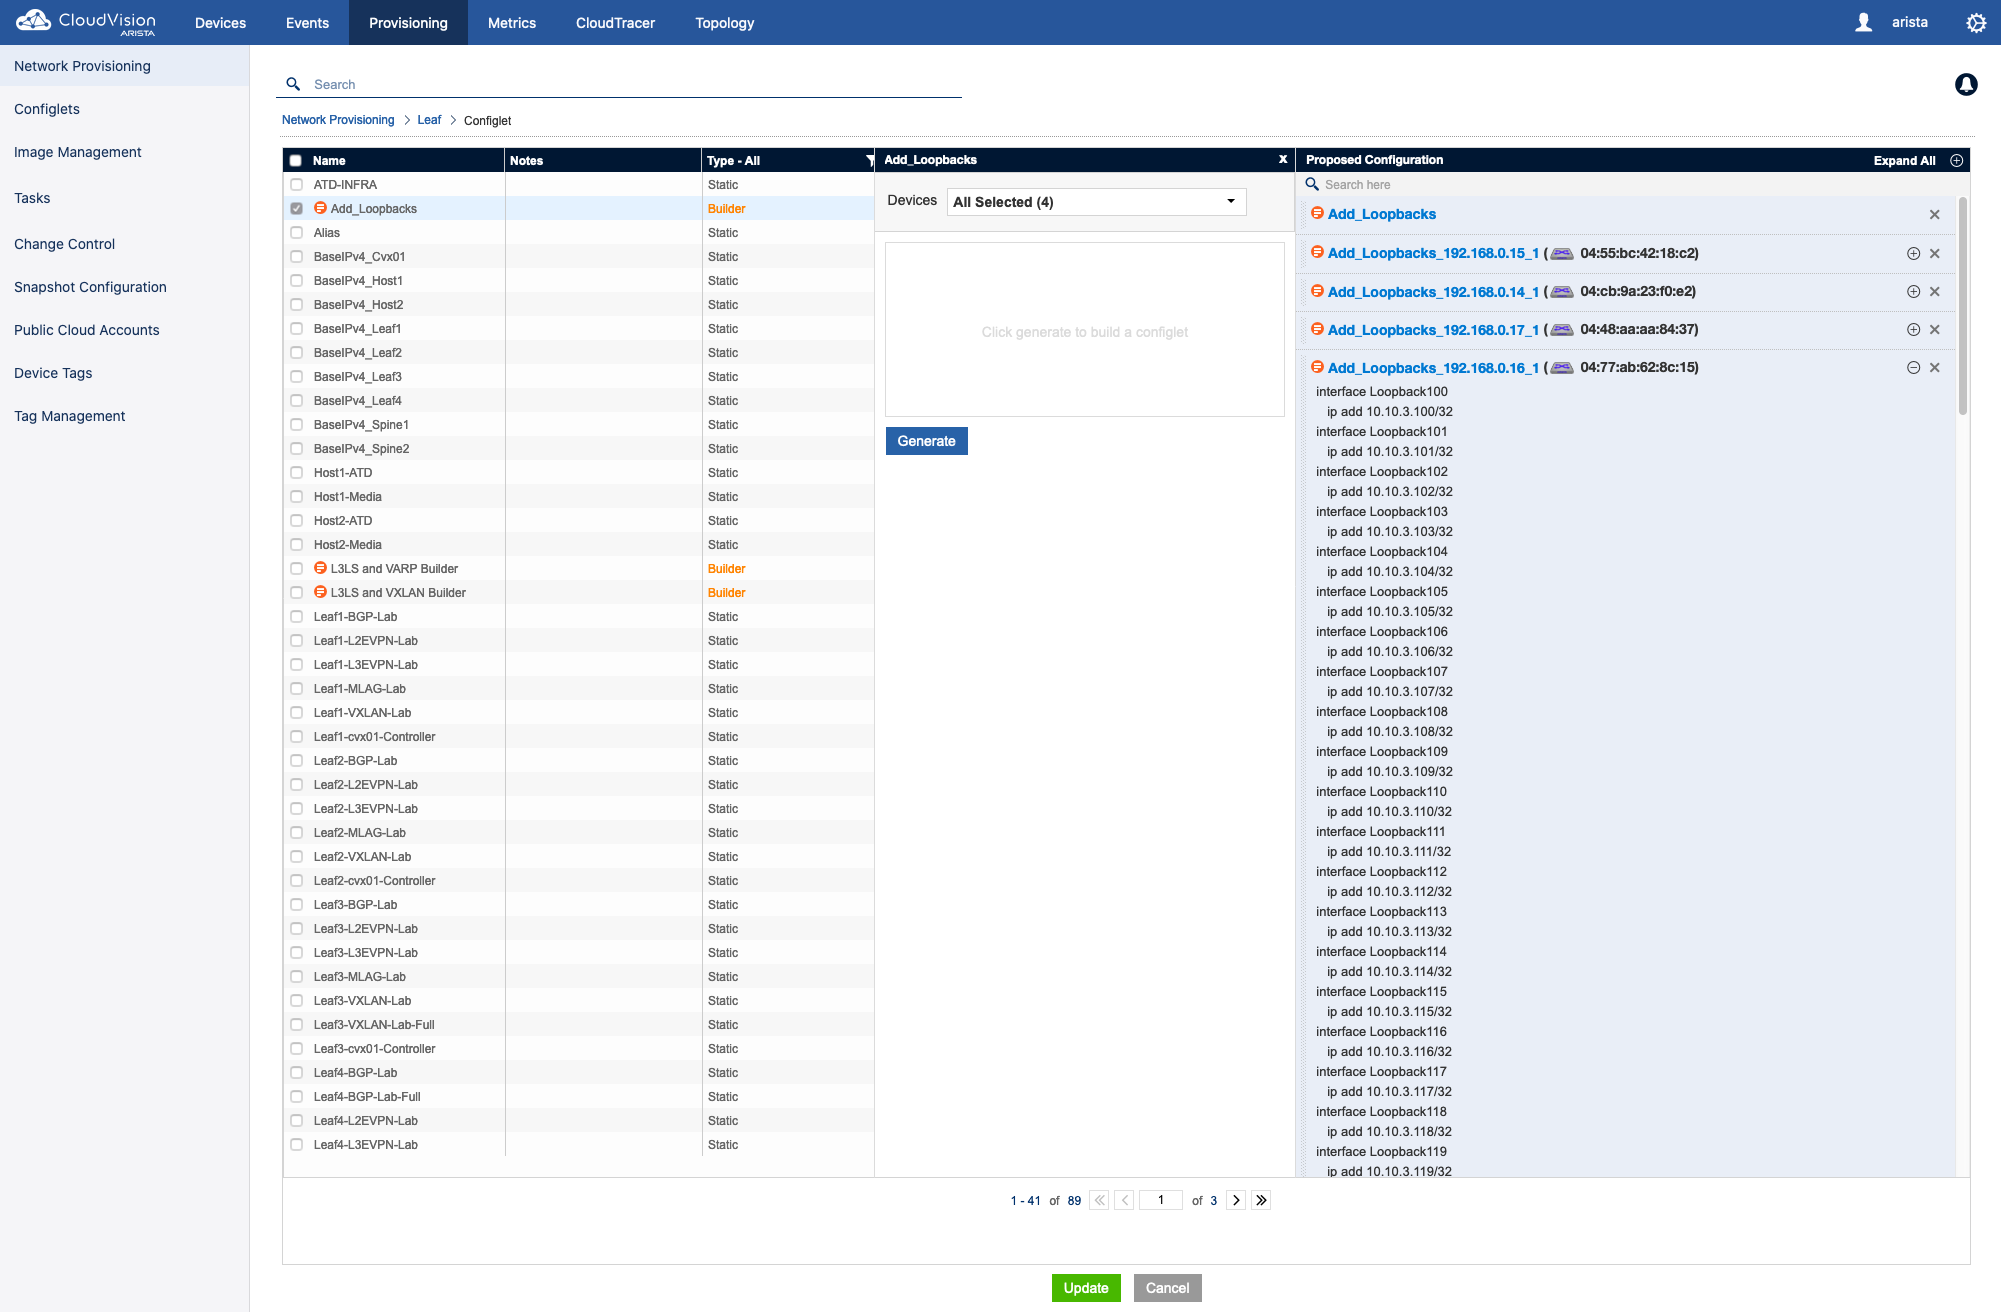 CloudVision
ARISTA
Devices
Events
Provisioning
Metrics
CloudTracer
Topology
arista
Network Provisioning
Configlets
Image Management
Tasks
Change Control
Snapshot Configuration
Public Cloud Accounts
Device Tags
Tag Management
Search
Network Provisioning > Leaf > Configlet
Name Notes Type - All
ATD-INFRA Static
Add_Loopbacks Builder
Alias Static
BaseIPv4_Cvx01 Static
BaseIPv4_Host1 Static
BaseIPv4_Host2 Static
BaseIPv4_Leaf1 Static
BaseIPv4_Leaf2 Static
BaseIPv4_Leaf3 Static
BaseIPv4_Leaf4 Static
BaseIPv4_Spine1 Static
BaseIPv4_Spine2 Static
Host1-ATD Static
Host1-Media Static
Host2-ATD Static
Host2-Media Static
L3LS and VARP Builder Builder
L3LS and VXLAN Builder Builder
Leaf1-BGP-Lab Static
Leaf1-L2EVPN-Lab Static
Leaf1-L3EVPN-Lab Static
Leaf1-MLAG-Lab Static
Leaf1-VXLAN-Lab Static
Leaf1-cvx01-Controller Static
Leaf2-BGP-Lab Static
Leaf2-L2EVPN-Lab Static
Leaf2-L3EVPN-Lab Static
Leaf2-MLAG-Lab Static
Leaf2-VXLAN-Lab Static
Leaf2-cvx01-Controller Static
Leaf3-BGP-Lab Static
Leaf3-L2EVPN-Lab Static
Leaf3-L3EVPN-Lab Static
Leaf3-MLAG-Lab Static
Leaf3-VXLAN-Lab Static
Leaf3-VXLAN-Lab-Full Static
Leaf3-cvx01-Controller Static
Leaf4-BGP-Lab Static
Leaf4-BGP-Lab-Full Static
Leaf4-L2EVPN-Lab Static
Leaf4-L3EVPN-Lab Static
Add_Loopbacks x
Devices All Selected (4)
Click generate to build a configlet
Generate
Proposed Configuration Expand All
Search here
Add_Loopbacks
Add_Loopbacks_192.168.0.15_1 ( 04:55:bc:42:18:c2)
Add_Loopbacks_192.168.0.14_1 ( 04:cb:9a:23:f0:e2)
Add_Loopbacks_192.168.0.17_1 ( 04:48:aa:aa:84:37)
Add_Loopbacks_192.168.0.16_1 ( 04:77:ab:62:8c:15)
interface Loopback100
ip add 10.10.3.100/32
interface Loopback101
ip add 10.10.3.101/32
interface Loopback102
ip add 10.10.3.102/32
interface Loopback103
ip add 10.10.3.103/32
interface Loopback104
ip add 10.10.3.104/32
interface Loopback105
ip add 10.10.3.105/32
interface Loopback106
ip add 10.10.3.106/32
interface Loopback107
ip add 10.10.3.107/32
interface Loopback108
ip add 10.10.3.108/32
interface Loopback109
ip add 10.10.3.109/32
interface Loopback110
ip add 10.10.3.110/32
interface Loopback111
ip add 10.10.3.111/32
interface Loopback112
ip add 10.10.3.112/32
interface Loopback113
ip add 10.10.3.113/32
interface Loopback114
ip add 10.10.3.114/32
interface Loopback115
ip add 10.10.3.115/32
interface Loopback116
ip add 10.10.3.116/32
interface Loopback117
ip add 10.10.3.117/32
interface Loopback118
ip add 10.10.3.118/32
interface Loopback119
ip add 10.10.3.119/32
1 - 41 of 89 1 of 3
Update Cancel